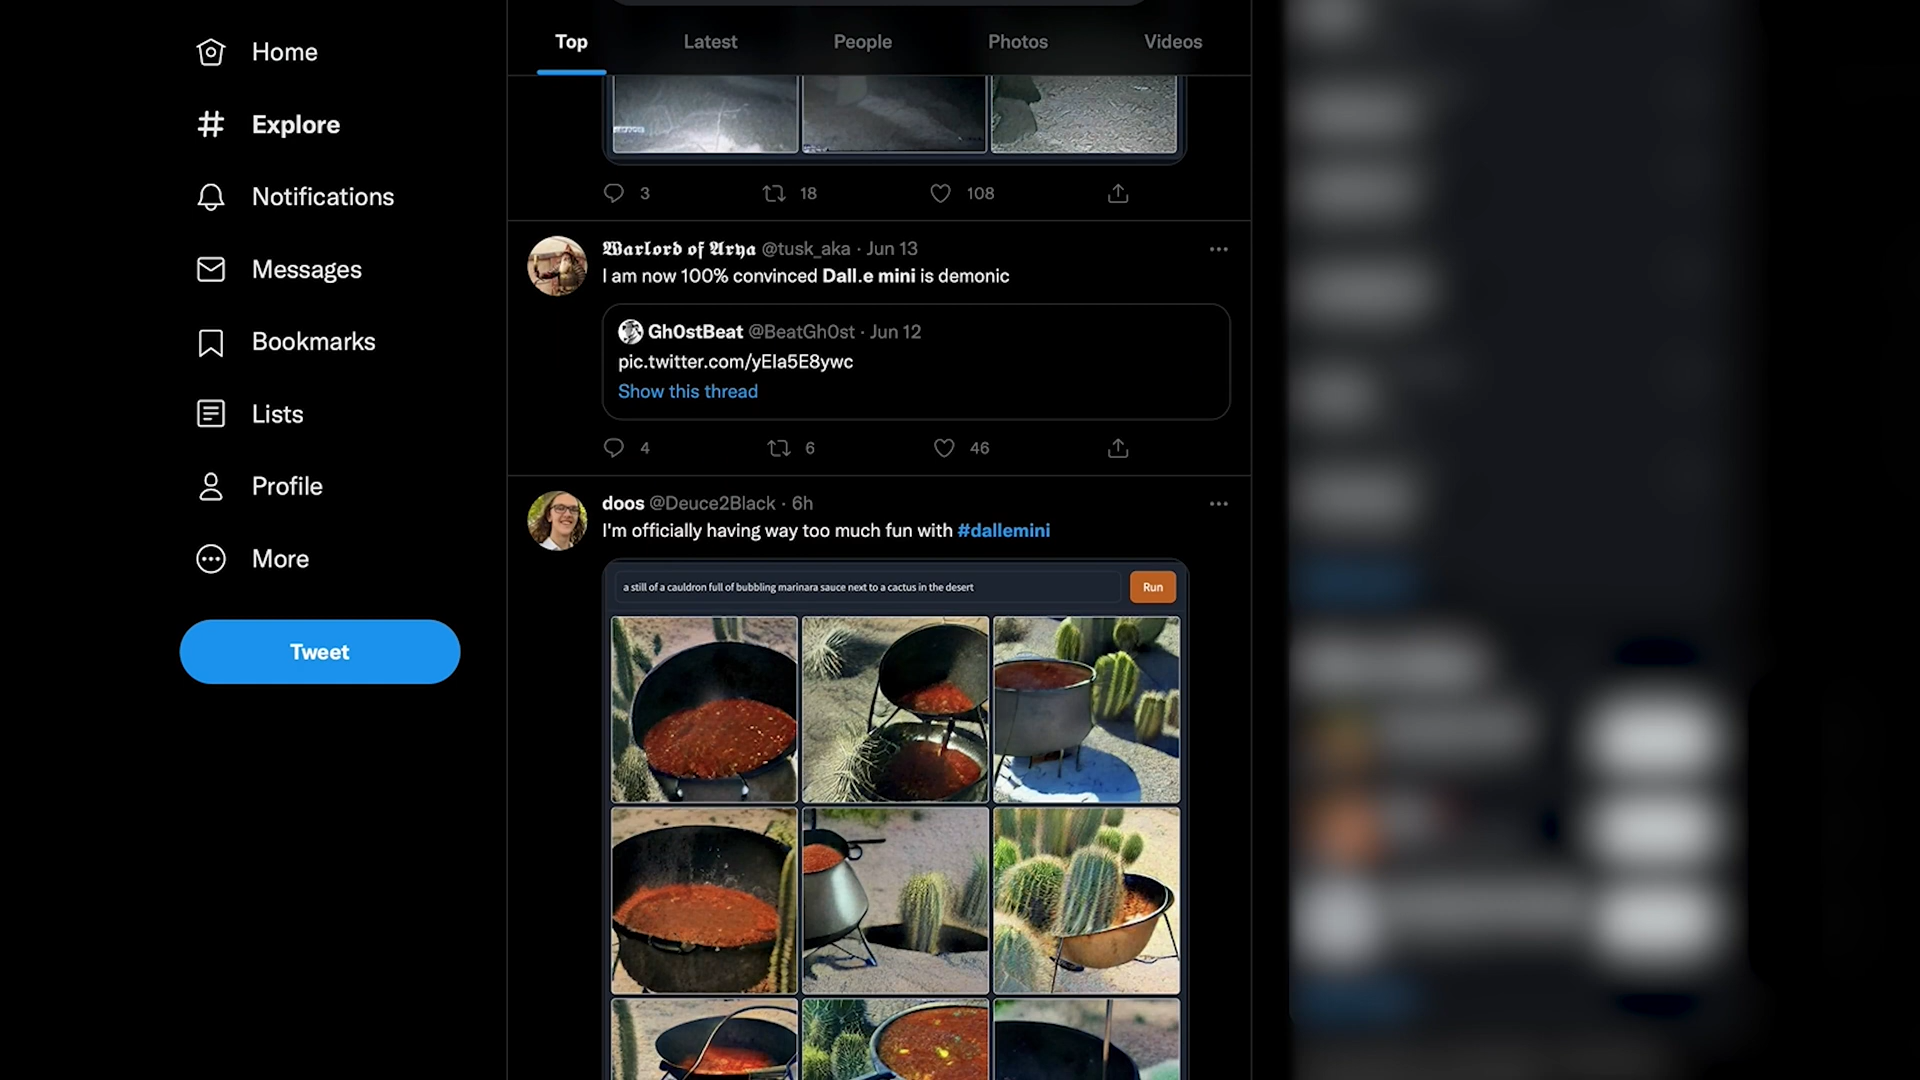 Home
Explore
Notifications
Messages
Bookmarks
Lists
Profile
More
Tweet
Top
Latest
People
Photos
Videos
3
18
108
𝖂𝖆𝖗𝖑𝖔𝖗𝖉 𝖔𝖋 𝕬𝖗𝖞𝖆 @tusk_aka · Jun 13
I am now 100% convinced Dall.e mini is demonic
Gh0stBeat @BeatGh0st · Jun 12
pic.twitter.com/yEIa5E8ywc
Show this thread
4
6
46
doos @Deuce2Black · 6h
I'm officially having way too much fun with #dallemini
a still of a cauldron full of bubbling marinara sauce next to a cactus in the desert
Run